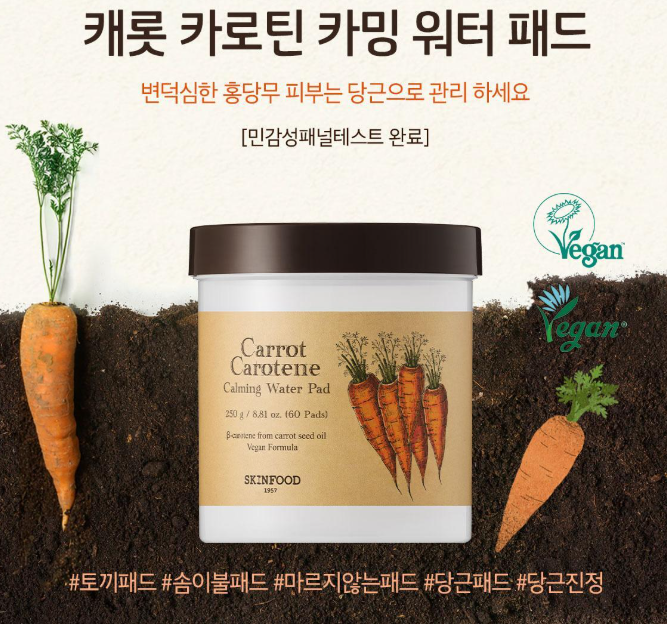 캐롯 카로틴 카밍 워터 패드
변덕심한 홍당무 피부는 당근으로 관리 하세요
[민감성패널테스트 완료]
Vegan™
Vegan
Carrot
Carotene
Calming Water Pad
250 g / 8.81 oz. (60 Pads)
β-carotene from carrot seed oil
Vegan Formula
SKINFOOD
1957
#토끼패드 #솜이불패드 #마르지않는패드 #당근패드 #당근진정